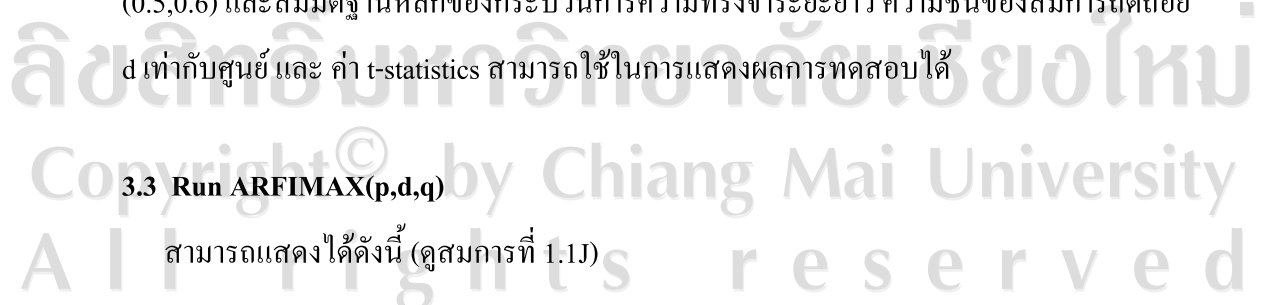 (0.5,0.6) และสมมติฐานหลักของกระบวนการความทรงจำระยะยาว ความชันของสมการถดถอย
d เท่ากับศูนย์ และ ค่า t-statistics สามารถใช้ในการแสดงผลการทดสอบได้
ลิขสิทธิ์มหาวิทยาลัยเชียงใหม่
Copyright© by Chiang Mai University
3.3 Run ARFIMAX(p,d,q)
สามารถแสดงได้ดังนี้ (ดูสมการที่ 1.1J)
All rights reserved